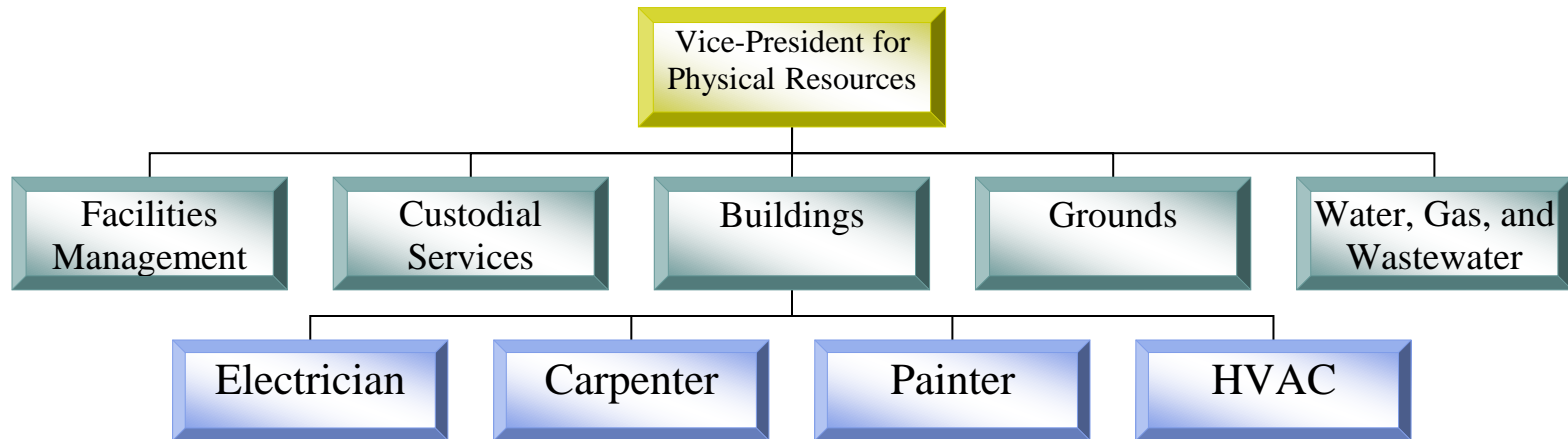 Vice-President for
Physical Resources
Facilities
Management
Custodial
Services
Buildings
Grounds
Water, Gas, and
Wastewater
Electrician
Carpenter
Painter
HVAC